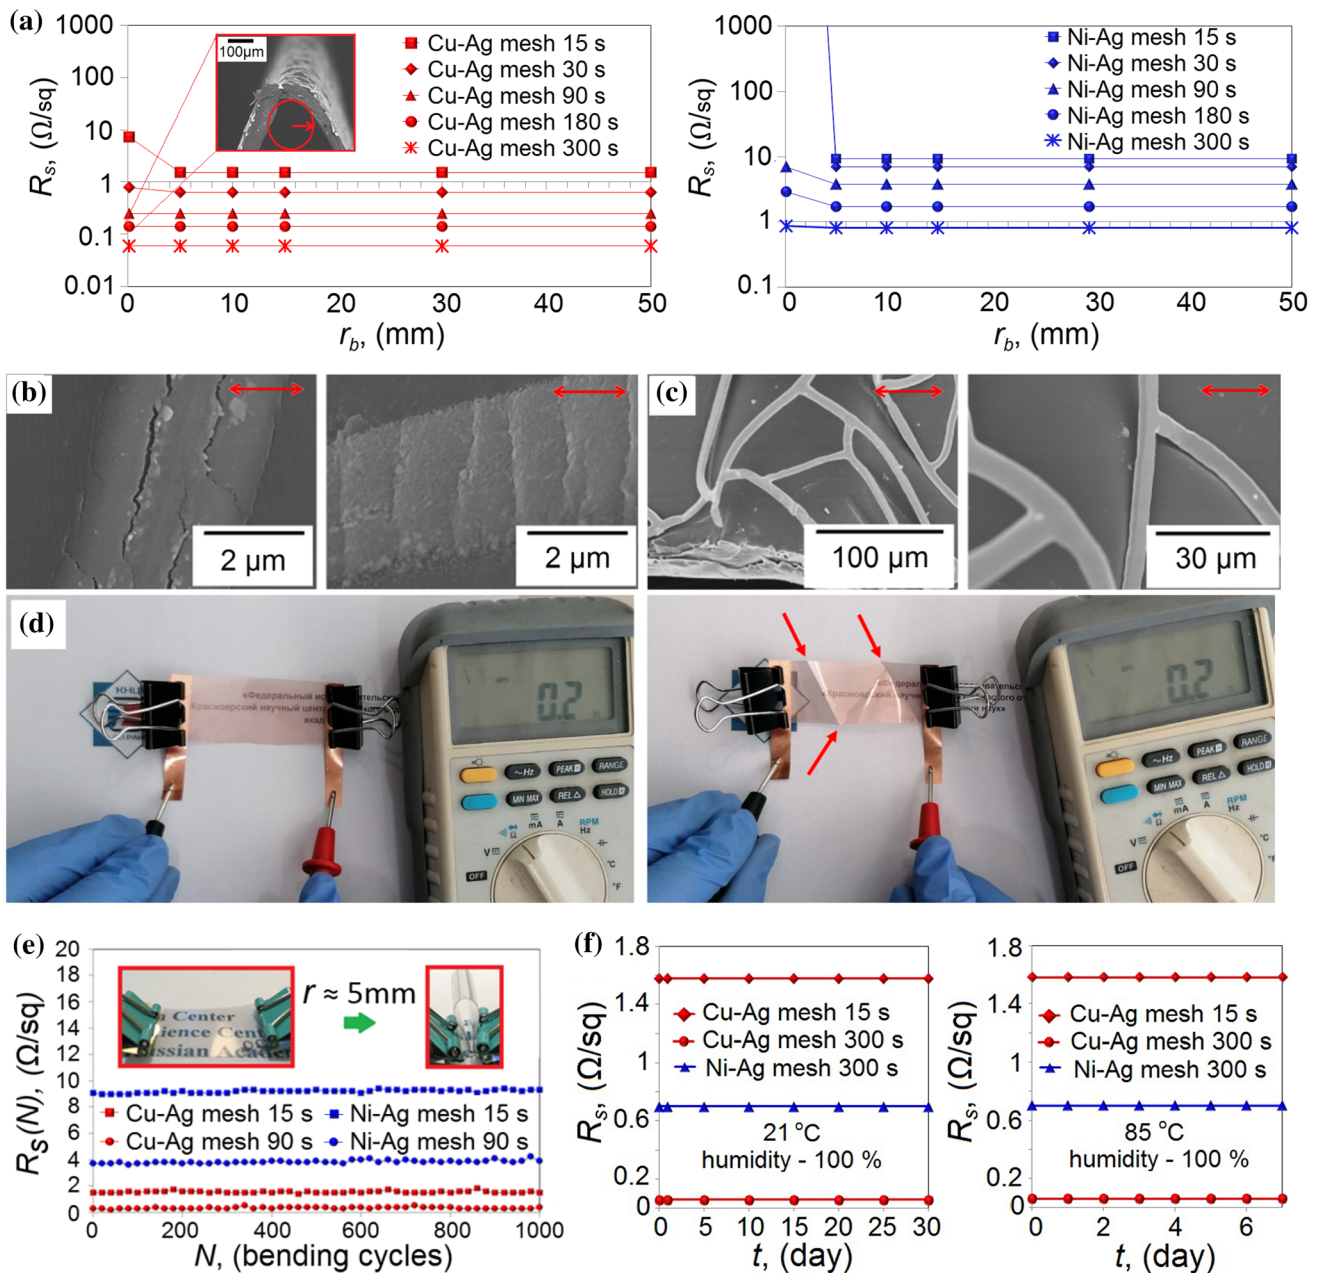 (a)
1000
100
10
1
0.1
0.01
Rs, (Ω/sq)
100μm
Cu-Ag mesh 15 s
Cu-Ag mesh 30 s
Cu-Ag mesh 90 s
Cu-Ag mesh 180 s
Cu-Ag mesh 300 s
0 10 20 30 40 50
rb, (mm)
1000
100
10
1
0.1
Rs, (Ω/sq)
Ni-Ag mesh 15 s
Ni-Ag mesh 30 s
Ni-Ag mesh 90 s
Ni-Ag mesh 180 s
Ni-Ag mesh 300 s
0 10 20 30 40 50
rb, (mm)
(b)
2 μm
2 μm
(c)
100 μm
30 μm
(d)
«Федеральный
Красноярский научный
0.2
~Hz PEAK RANGE
MIN MAX REL Δ HOLD
mA A RPM
Ω Hz
V
OFF
°C
°F
0.2
~Hz PEAK RANGE
MIN MAX REL Δ HOLD
mA A RPM
Ω Hz
V
OFF
°C
°F
(e)
20
18
16
14
12
10
8
6
4
2
0
Rs(N), (Ω/sq)
Center
r ≈ 5mm
Cu-Ag mesh 15 s
Ni-Ag mesh 15 s
Cu-Ag mesh 90 s
Ni-Ag mesh 90 s
0 200 400 600 800 1000
N, (bending cycles)
(f)
1.8
1.4
1
0.6
0.2
0
Rs, (Ω/sq)
Cu-Ag mesh 15 s
Cu-Ag mesh 300 s
Ni-Ag mesh 300 s
21 °C
humidity - 100 %
0 5 10 15 20 25 30
t, (day)
1.8
1.4
1
0.6
0.2
0
Rs, (Ω/sq)
Cu-Ag mesh 15 s
Cu-Ag mesh 300 s
Ni-Ag mesh 300 s
85 °C
humidity - 100 %
0 2 4 6
t, (day)